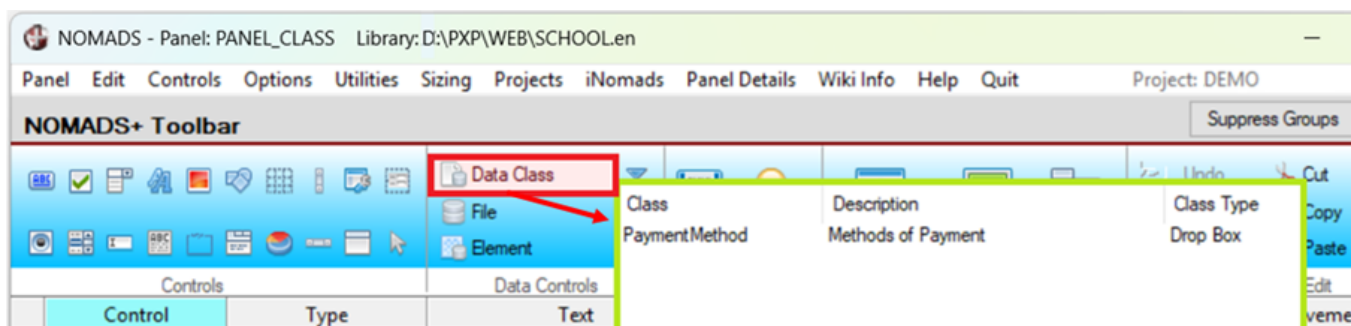 NOMADS - Panel: PANEL_CLASS Library: D:\PXP\WEB\SCHOOL.en
Panel Edit Controls Options Utilities Sizing Projects iNomads Panel Details Wiki Info Help Quit Project: DEMO
NOMADS+ Toolbar Suppress Groups
Data Class Undo Cut
File Class Description Class Type Copy
Element PaymentMethod Methods of Payment Drop Box Paste
Controls Data Controls Edit
Control Type Text